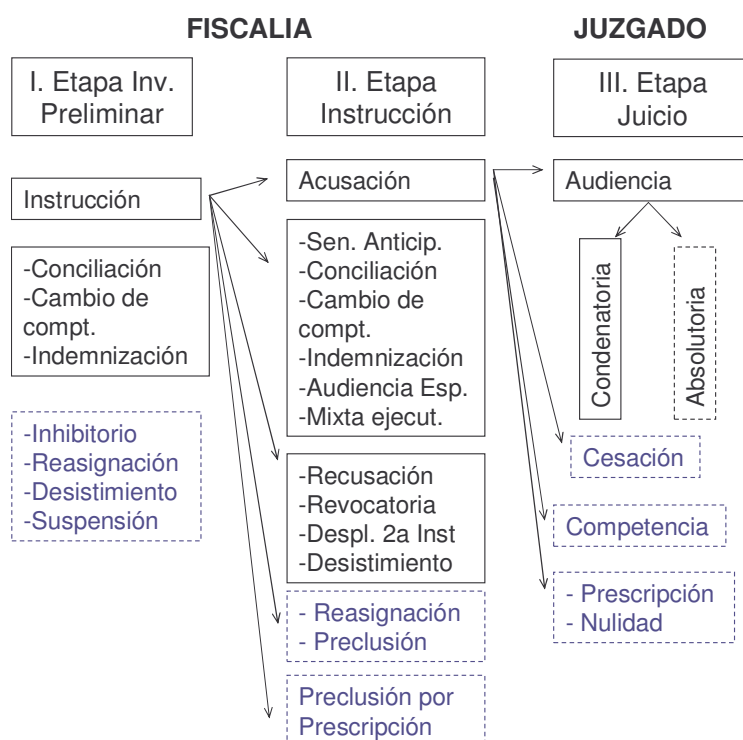 FISCALIA
JUZGADO
I. Etapa Inv.
Preliminar
II. Etapa
Instrucción
III. Etapa
Juicio
Instrucción
Acusación
Audiencia
-Conciliación
-Cambio de
compt.
-Indemnización
-Sen. Anticip.
-Conciliación
-Cambio de
compt.
-Indemnización
-Audiencia Esp.
-Mixta ejecut.
Condenatoria
Absolutoria
-Inhibitorio
-Reasignación
-Desistimiento
-Suspensión
-Recusación
-Revocatoria
-Despl. 2a Inst
-Desistimiento
Cesación
Competencia
- Reasignación
- Preclusión
- Prescripción
- Nulidad
Preclusión por
Prescripción